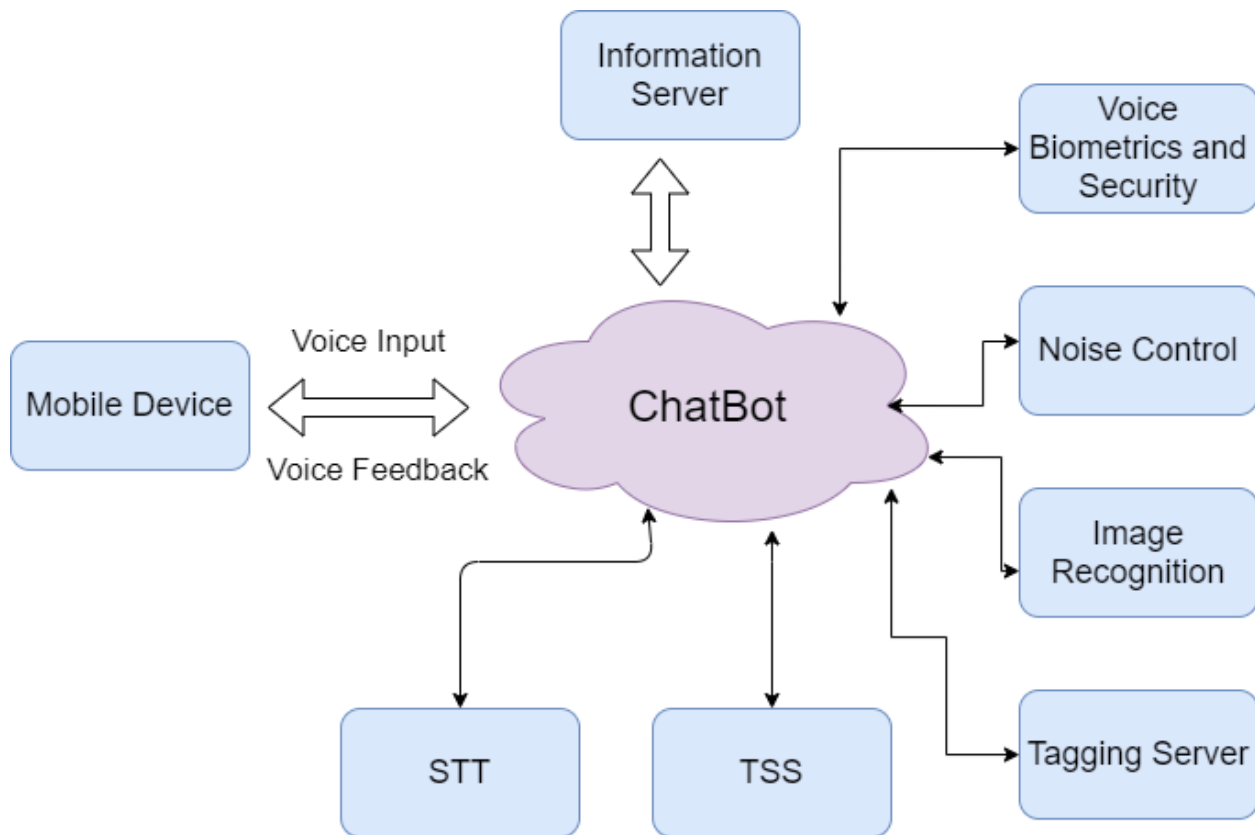 Information
Server
Voice
Biometrics and
Security
Voice Input
Noise Control
Mobile Device
ChatBot
Voice Feedback
Image
Recognition
STT
TSS
Tagging Server